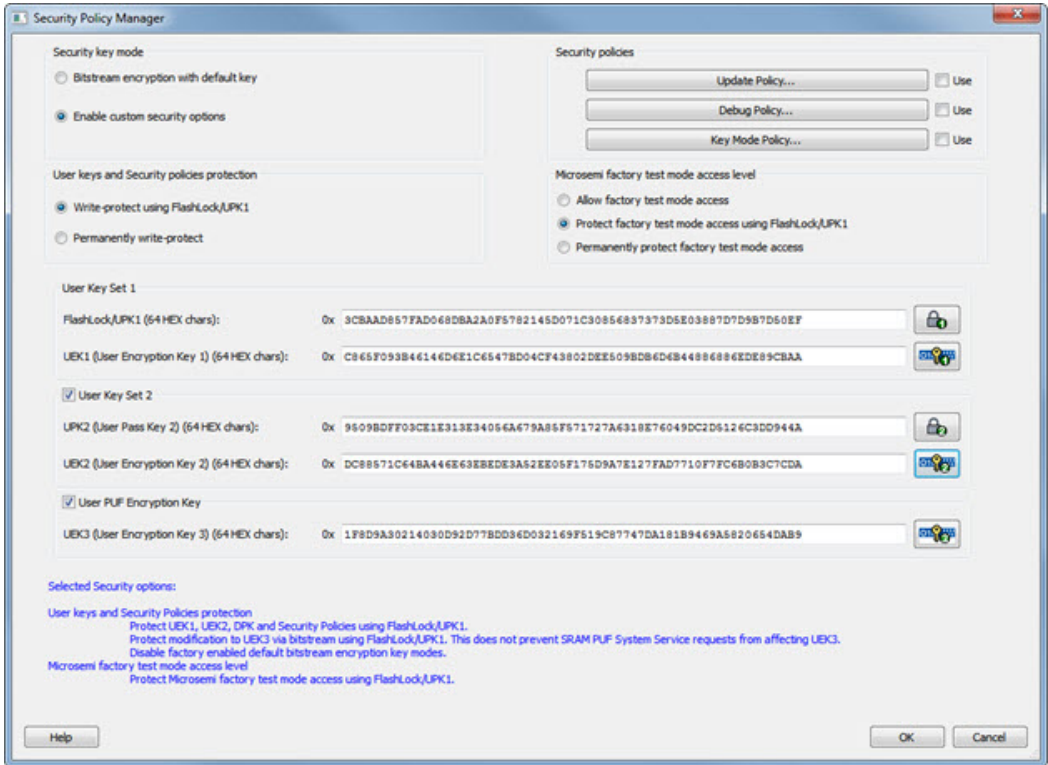 Security Policy Manager
Security key mode
Bitstream encryption with default key
Enable custom security options
Security policies
Update Policy... Use
Debug Policy... Use
Key Mode Policy... Use
User keys and Security policies protection
Write-protect using FlashLock/UPK1
Permanently write-protect
Microsemi factory test mode access level
Allow factory test mode access
Protect factory test mode access using FlashLock/UPK1
Permanently protect factory test mode access
User Key Set 1
FlashLock/UPK1 (64 HEX chars): 0x 3CBAAD857FAD068DBA2A0F5782145D071C30856837373D5E03887D7D9B7D50EF
UEK1 (User Encryption Key 1) (64 HEX chars): 0x C865F093B46146D6E1C6547BD04CF43802DEE509BDB6D6B44886886EDE89CBAA
User Key Set 2
UPK2 (User Pass Key 2) (64 HEX chars): 0x 9509BDFF03CE1E313E34056A679A85F571727A6318E76049DC2D5126C3DD944A
UEK2 (User Encryption Key 2) (64 HEX chars): 0x DC88571C64BA446E63EBEDE3A52EE05F175D9A7E127FAD7710F7FC6B0B3C7CDA
User PUF Encryption Key
UEK3 (User Encryption Key 3) (64 HEX chars): 0x 1F8D9A30214030D92D77BDD36D032169F519C87747DA181B9469A5820654DAB9
Selected Security options:
User keys and Security Policies protection
Protect UEK1, UEK2, DPK and Security Policies using FlashLock/UPK1.
Protect modification to UEK3 via bitstream using FlashLock/UPK1. This does not prevent SRAM PUF System Service requests from affecting UEK3.
Disable factory enabled default bitstream encryption key modes.
Microsemi factory test mode access level
Protect Microsemi factory test mode access using FlashLock/UPK1.
Help OK Cancel